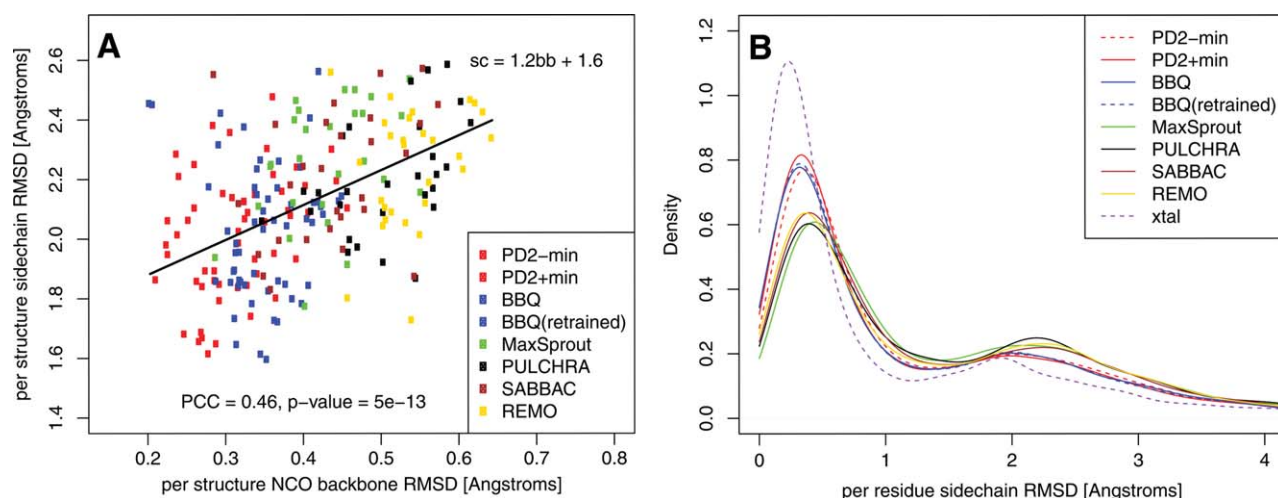 A
sc = 1.2bb + 1.6
per structure sidechain RMSD [Angstroms]
2.6
2.4
2.2
2.0
1.8
1.6
1.4
PD2−min
PD2+min
BBQ
BBQ(retrained)
MaxSprout
PULCHRA
SABBAC
REMO
PCC = 0.46, p-value = 5e-13
0.2 0.3 0.4 0.5 0.6 0.7 0.8
per structure NCO backbone RMSD [Angstroms]
B
Density
1.2
1.0
0.8
0.6
0.4
0.2
0.0
PD2−min
PD2+min
BBQ
BBQ(retrained)
MaxSprout
PULCHRA
SABBAC
REMO
xtal
0 1 2 3 4
per residue sidechain RMSD [Angstroms]